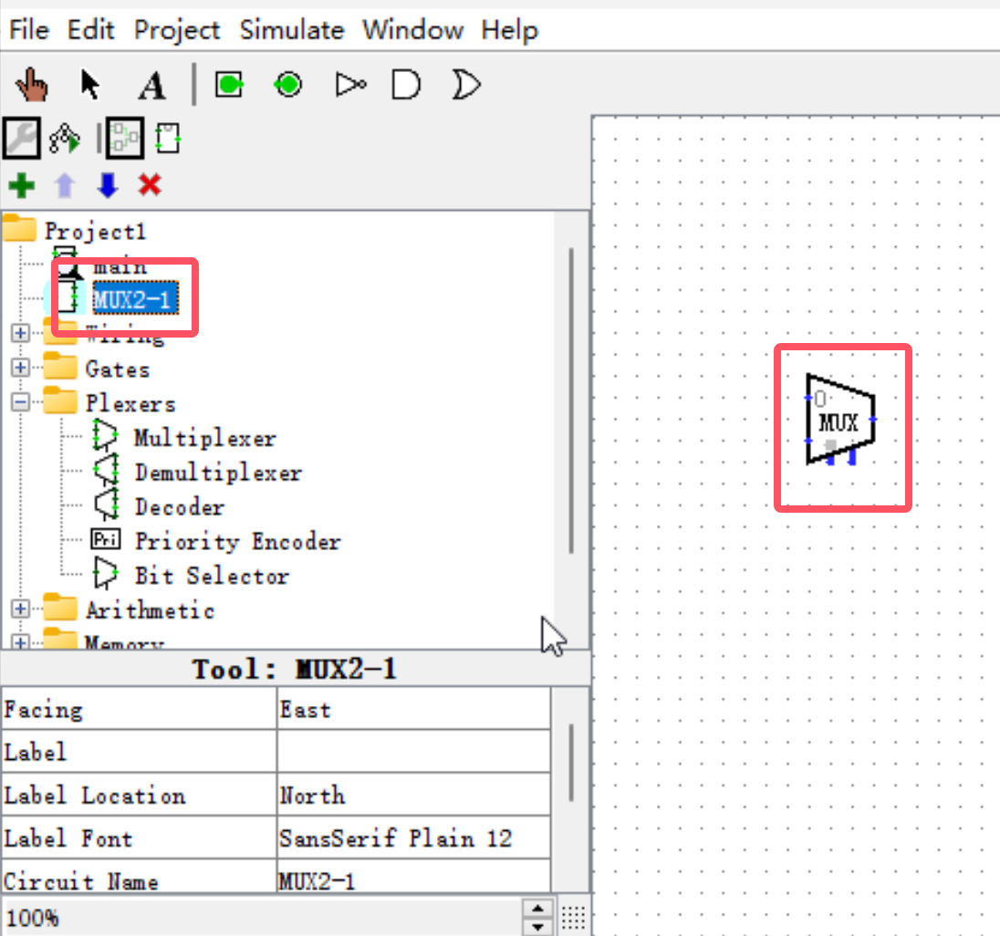 File Edit Project Simulate Window Help
A
Project1
main
MUX2-1
Wiring
Gates
Plexers
Multiplexer
Demultiplexer
Decoder
Pri Priority Encoder
Bit Selector
Arithmetic
Memory
Tool: MUX2-1
Facing East
Label
Label Location North
Label Font SansSerif Plain 12
Circuit Name MUX2-1
100%
0
MUX